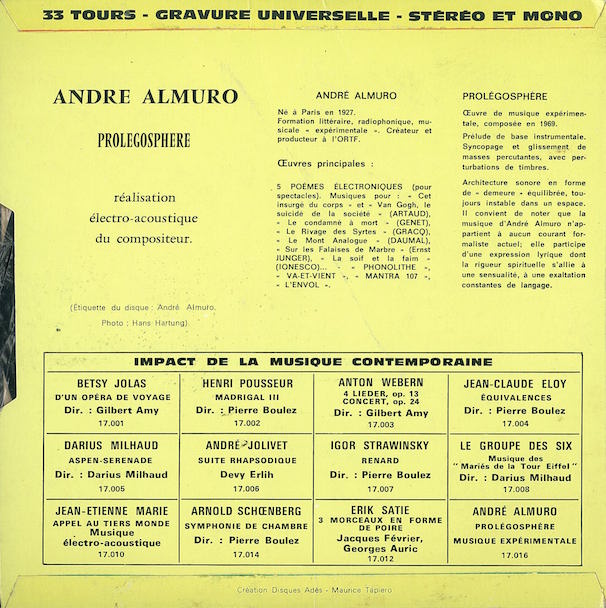 33 TOURS - GRAVURE UNIVERSELLE - STÉRÉO ET MONO
ANDRE ALMURO
PROLEGOSPHERE
réalisation
électro-acoustique
du compositeur.
(Étiquette du disque : André Almuro.
Photo : Hans Hartung).
ANDRÉ ALMURO
Né à Paris en 1927.
Formation littéraire, radiophonique, mu-
sicale « expérimentale ». Créateur et
producteur à l'ORTF.
Œuvres principales :
5 POÈMES ÉLECTRONIQUES (pour
spectacles). Musiques pour : « Cet
insurgé du corps » et « Van Gogh, le
suicidé de la société » (ARTAUD),
« Le condamné à mort » (GENET),
« Le Rivage des Syrtes » (GRACQ),
« Le Mont Analogue » (DAUMAL),
« Sur les Falaises de Marbre » (Ernst
JUNGER), « La soif et la faim »
(IONESCO)... - « PHONOLITHE »,
« VA-ET-VIENT », « MANTRA 107 »,
« L'ENVOL ».
PROLÉGOSPHÈRE
Œuvre de musique expérimen-
tale, composée en 1969.
Prélude de base instrumentale.
Syncopage et glissement de
masses percutantes, avec per-
turbations de timbres.
Architecture sonore en forme
de « demeure » équilibrée, tou-
jours instable dans un espace.
Il convient de noter que la
musique d'André Almuro n'ap-
partient à aucun courant for-
maliste actuel; elle participe
d'une expression lyrique dont
la rigueur spirituelle s'allie à
une sensualité, à une exaltation
constantes de langage.
IMPACT DE LA MUSIQUE CONTEMPORAINE
BETSY JOLAS
D'UN OPÉRA DE VOYAGE
Dir. : Gilbert Amy
17.001
HENRI POUSSEUR
MADRIGAL III
Dir. : Pierre Boulez
17.002
ANTON WEBERN
4 LIEDER, op. 13
CONCERT, op. 24
Dir. : Gilbert Amy
17.003
JEAN-CLAUDE ELOY
ÉQUIVALENCES
Dir. : Pierre Boulez
17.004
DARIUS MILHAUD
ASPEN-SERENADE
Dir. : Darius Milhaud
17.005
ANDRÉ JOLIVET
SUITE RHAPSODIQUE
Devy Erlih
17.006
IGOR STRAWINSKY
RENARD
Dir. : Pierre Boulez
17.007
LE GROUPE DES SIX
Musique des
"Mariés de la Tour Eiffel"
Dir. : Darius Milhaud
17.008
JEAN-ETIENNE MARIE
APPEL AU TIERS MONDE
Musique
électro-acoustique
17.010
ARNOLD SCHŒNBERG
SYMPHONIE DE CHAMBRE
Dir. : Pierre Boulez
17.014
ERIK SATIE
3 MORCEAUX EN FORME
DE POIRE
Jacques Février,
Georges Auric
17.012
ANDRÉ ALMURO
PROLÉGOSPHÈRE
MUSIQUE EXPÉRIMENTALE
17.016
Création Disques Adès - Maurice Tapiero